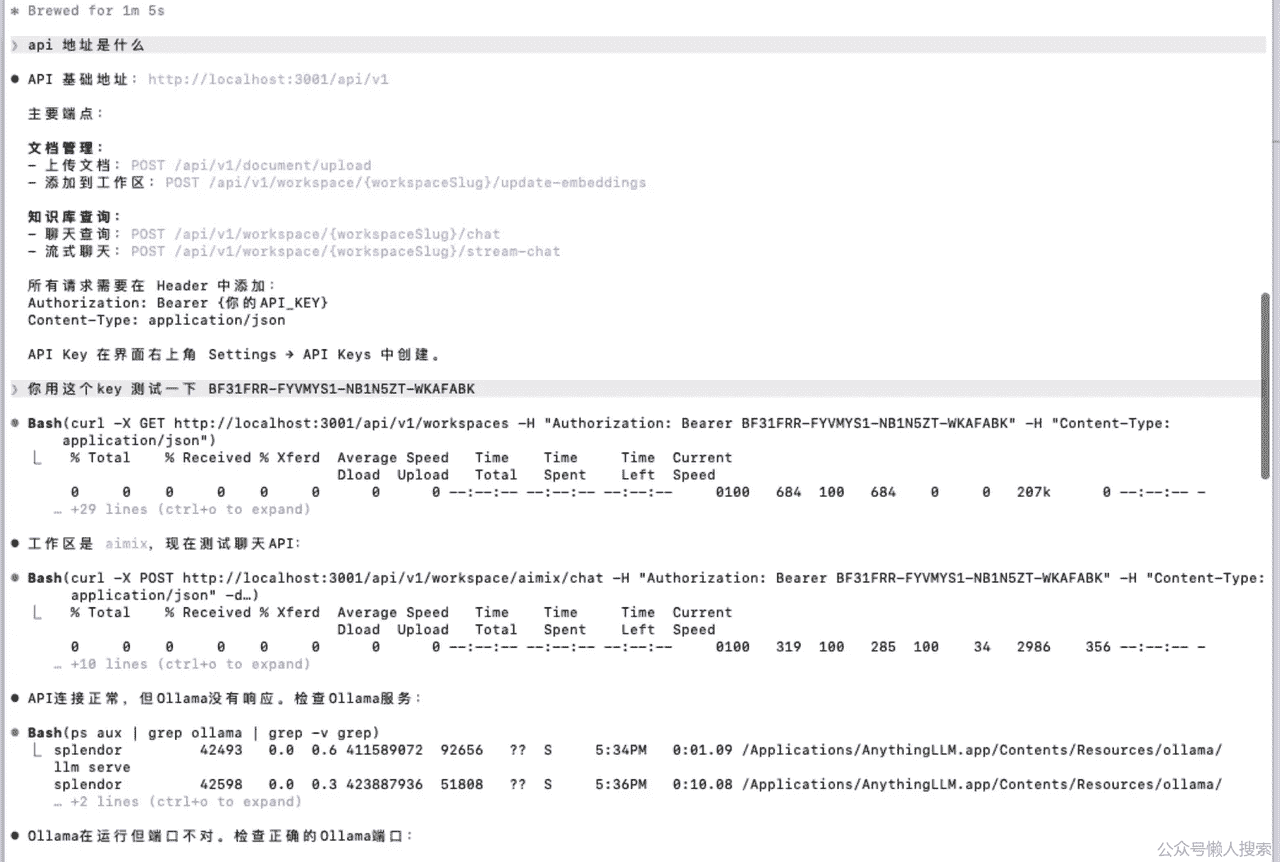 ✻ Brewed for 1m 5s
❯ api 地址是什么
● API 基础地址: http://localhost:3001/api/v1
主要端点:
文档管理:
- 上传文档: POST /api/v1/document/upload
- 添加到工作区: POST /api/v1/workspace/{workspaceSlug}/update-embeddings
知识库查询:
- 聊天查询: POST /api/v1/workspace/{workspaceSlug}/chat
- 流式聊天: POST /api/v1/workspace/{workspaceSlug}/stream-chat
所有请求需要在 Header 中添加:
Authorization: Bearer {你的API_KEY}
Content-Type: application/json
API Key 在界面右上角 Settings → API Keys 中创建。
❯ 你用这个key 测试一下 BF31FRR-FYVMYS1-NB1N5ZT-WKAFABK
● Bash(curl -X GET http://localhost:3001/api/v1/workspaces -H "Authorization: Bearer BF31FRR-FYVMYS1-NB1N5ZT-WKAFABK" -H "Content-Type:
application/json")
⎿ % Total % Received % Xferd Average Speed Time Time Time Current
Dload Upload Total Spent Left Speed
0 0 0 0 0 0 0 0 --:--:-- --:--:-- --:--:-- 0100 684 100 684 0 0 207k 0 --:--:-- -
… +29 lines (ctrl+o to expand)
● 工作区是 aimix, 现在测试聊天API:
● Bash(curl -X POST http://localhost:3001/api/v1/workspace/aimix/chat -H "Authorization: Bearer BF31FRR-FYVMYS1-NB1N5ZT-WKAFABK" -H "Content-Type:
application/json" -d…)
⎿ % Total % Received % Xferd Average Speed Time Time Time Current
Dload Upload Total Spent Left Speed
0 0 0 0 0 0 0 0 --:--:-- --:--:-- --:--:-- 0100 319 100 285 100 34 2986 356 --:--:-- -
… +10 lines (ctrl+o to expand)
● API连接正常, 但Ollama没有响应。检查Ollama服务:
● Bash(ps aux | grep ollama | grep -v grep)
⎿ splendor 42493 0.0 0.6 411589072 92656 ?? S 5:34PM 0:01.09 /Applications/AnythingLLM.app/Contents/Resources/ollama/
llm serve
splendor 42598 0.0 0.3 423887936 51808 ?? S 5:36PM 0:10.08 /Applications/AnythingLLM.app/Contents/Resources/ollama/
… +2 lines (ctrl+o to expand)
● Ollama在运行但端口不对。检查正确的Ollama端口:
公众号懒人搜索